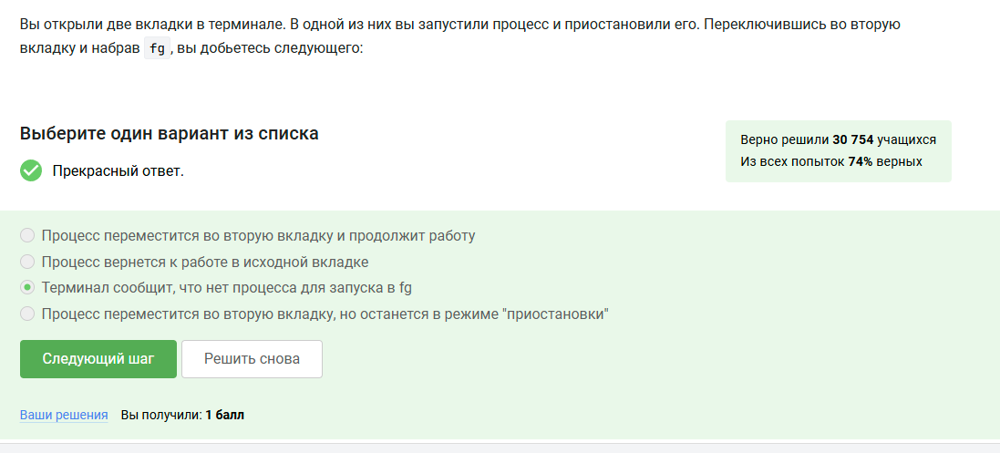 Вы открыли две вкладки в терминале. В одной из них вы запустили процесс и приостановили его. Переключившись во вторую
вкладку и набрав fg , вы добьетесь следующего:
Выберите один вариант из списка
Прекрасный ответ.
Верно решили 30 754 учащихся
Из всех попыток 74% верных
Процесс переместится во вторую вкладку и продолжит работу
Процесс вернется к работе в исходной вкладке
Терминал сообщит, что нет процесса для запуска в fg
Процесс переместится во вторую вкладку, но останется в режиме "приостановки"
Следующий шаг
Решить снова
Ваши решения Вы получили: 1 балл